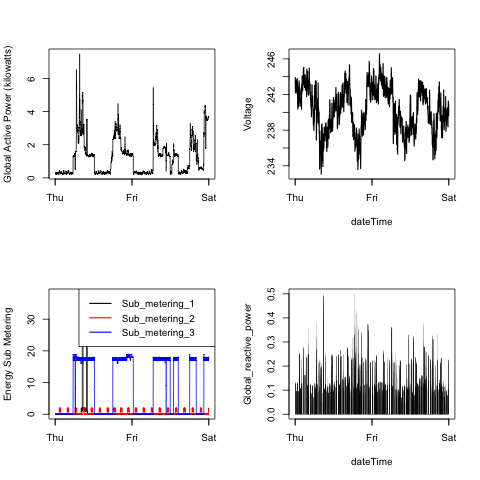 Global Active Power (kilowatts)
0 2 4 6
Thu Fri Sat
Voltage
234 238 242 246
Thu Fri Sat
dateTime
Energy Sub Metering
0 10 20 30
Sub_metering_1
Sub_metering_2
Sub_metering_3
Thu Fri Sat
Global_reactive_power
0.0 0.1 0.2 0.3 0.4 0.5
Thu Fri Sat
dateTime